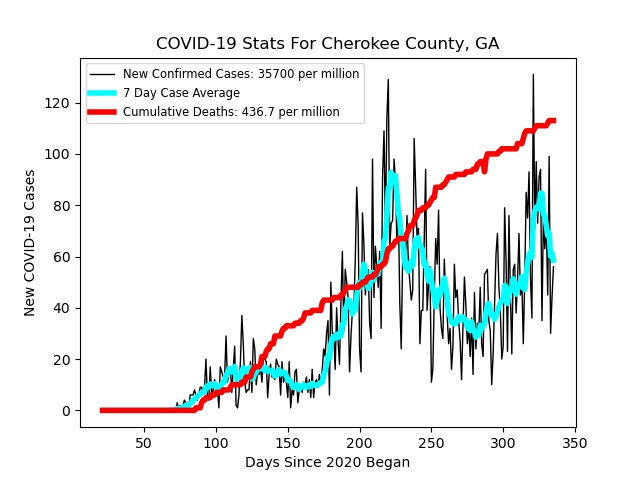 COVID-19 Stats For Cherokee County, GA
New Confirmed Cases: 35700 per million
7 Day Case Average
Cumulative Deaths: 436.7 per million
New COVID-19 Cases
120
100
80
60
40
20
0
50 100 150 200 250 300 350
Days Since 2020 Began